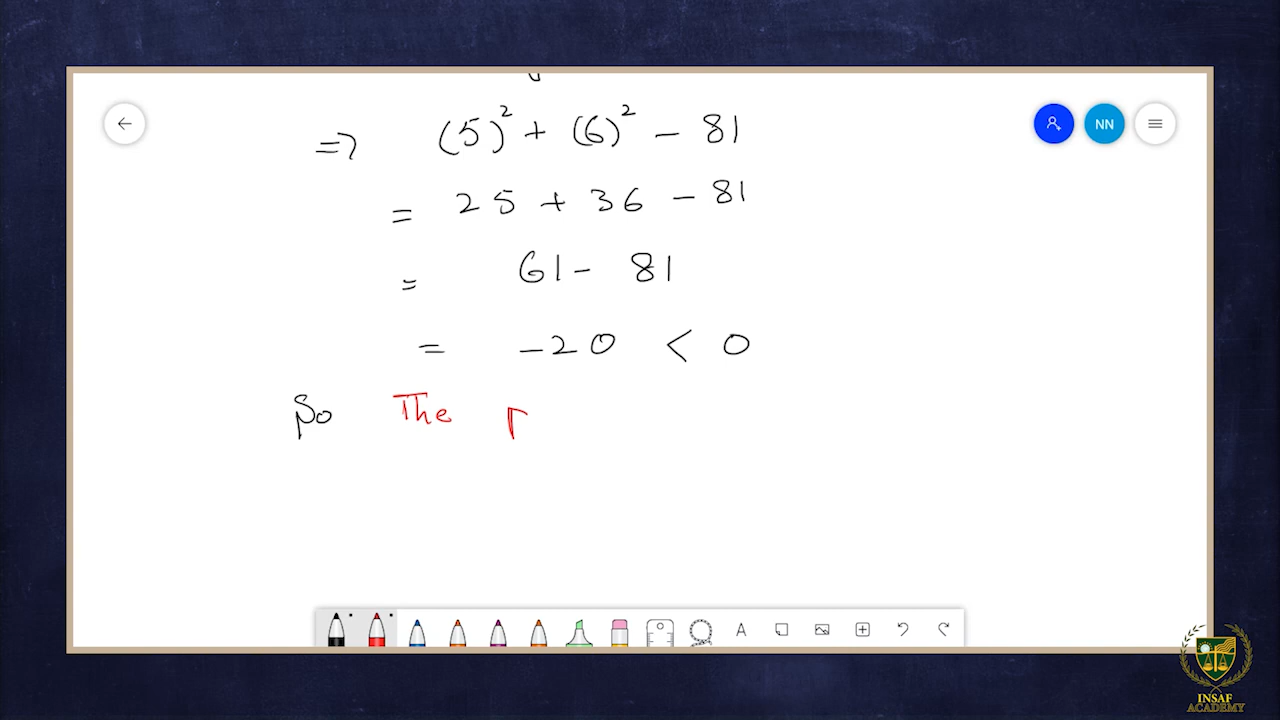 NN
=> (5)² + (6)² - 81
= 25 + 36 - 81
= 61 - 81
= -20 < 0
So The
A
INSAF
ACADEMY